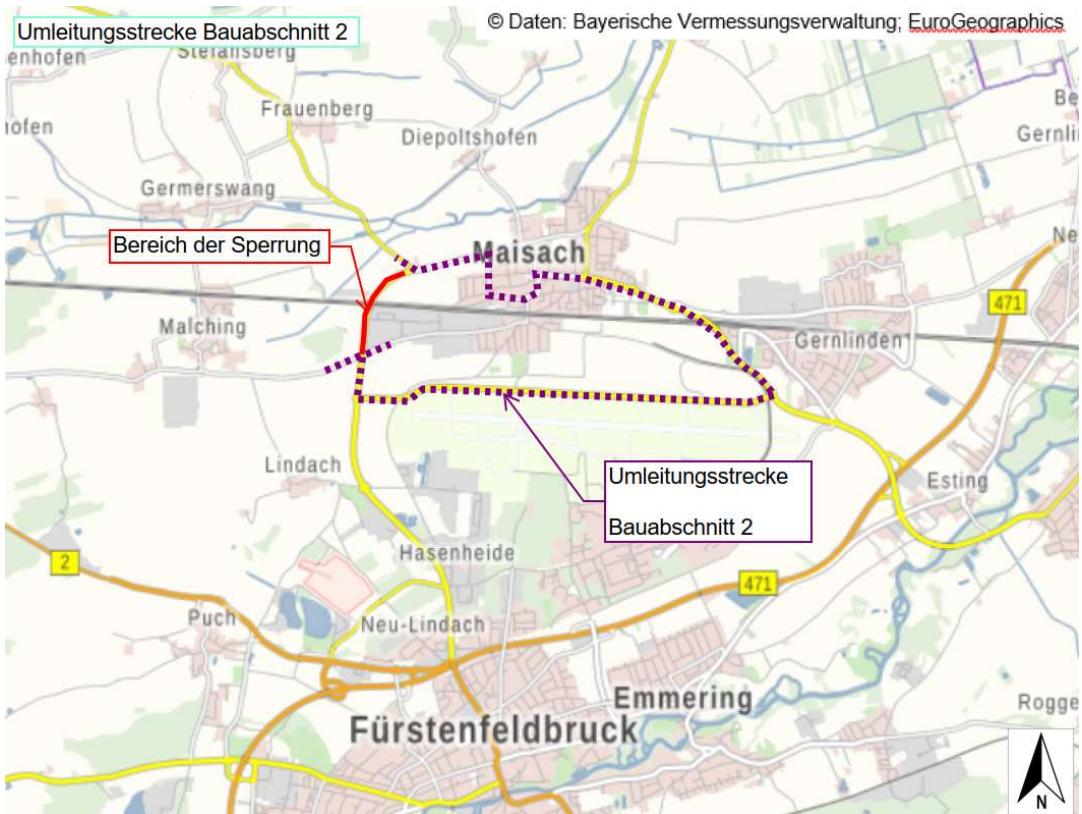 Umleitungsstrecke Bauabschnitt 2
© Daten: Bayerische Vermessungsverwaltung; EuroGeographics
enhofen
Stefansberg
Be
Frauenberg
hofen
Diepoltshofen
Gernlin
Germerswang
Bereich der Sperrung
Maisach
Ne
471
Malching
Gernlinden
Lindach
Umleitungsstrecke
Bauabschnitt 2
Esting
Hasenheide
2
471
Puch
Neu-Lindach
Emmering
Rogge
Fürstenfeldbruck
N